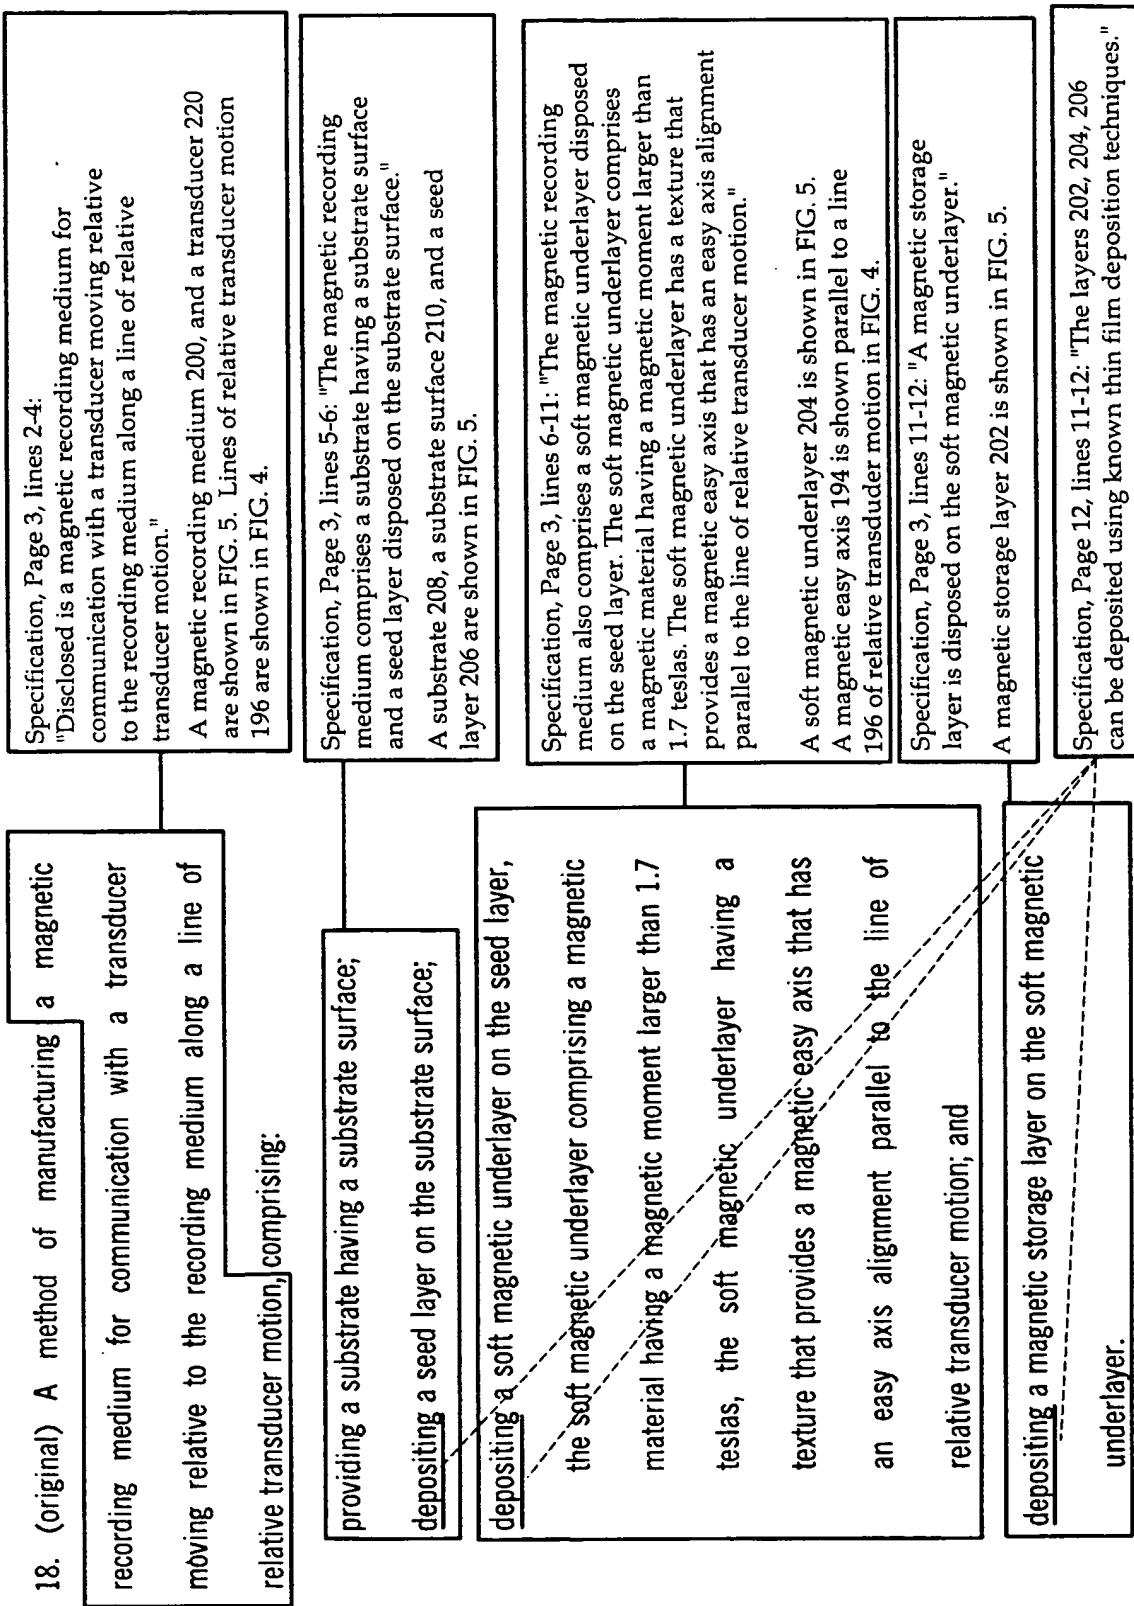 18. (original) A method of manufacturing a magnetic
recording medium for communication with a transducer
moving relative to the recording medium along a line of
relative transducer motion, comprising:
providing a substrate having a substrate surface;
depositing a seed layer on the substrate surface;
depositing a soft magnetic underlayer on the seed layer,
the soft magnetic underlayer comprising a magnetic
material having a magnetic moment larger than 1.7
teslas, the soft magnetic underlayer having a
texture that provides a magnetic easy axis that has
an easy axis alignment parallel to the line of
relative transducer motion; and
depositing a magnetic storage layer on the soft magnetic
underlayer.
Specification, Page 3, lines 2-4:
"Disclosed is a magnetic recording medium for
communication with a transducer moving relative
to the recording medium along a line of relative
transducer motion."
A magnetic recording medium 200, and a transducer 220
are shown in FIG. 5. Lines of relative transducer motion
196 are shown in FIG. 4.
Specification, Page 3, lines 5-6: "The magnetic recording
medium comprises a substrate having a substrate surface
and a seed layer disposed on the substrate surface."
A substrate 208, a substrate surface 210, and a seed
layer 206 are shown in FIG. 5.
Specification, Page 3, lines 6-11: "The magnetic recording
medium also comprises a soft magnetic underlayer disposed
on the seed layer. The soft magnetic underlayer comprises
a magnetic material having a magnetic moment larger than
1.7 teslas. The soft magnetic underlayer has a texture that
provides a magnetic easy axis that has an easy axis alignment
parallel to the line of relative transducer motion."
A soft magnetic underlayer 204 is shown in FIG. 5.
A magnetic easy axis 194 is shown parallel to a line
196 of relative transduder motion in FIG. 4.
Specification, Page 3, lines 11-12: "A magnetic storage
layer is disposed on the soft magnetic underlayer."
A magnetic storage layer 202 is shown in FIG. 5.
Specification, Page 12, lines 11-12: "The layers 202, 204, 206
can be deposited using known thin film deposition techniques."